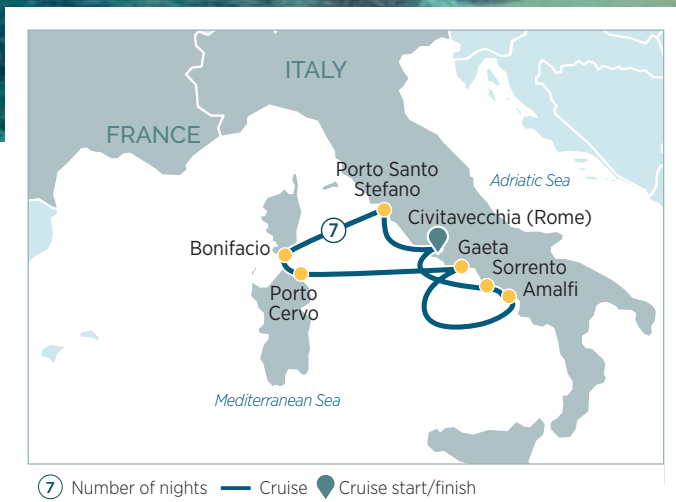 ITALY
FRANCE
Porto Santo
Stefano
Adriatic Sea
Civitavecchia (Rome)
7
Bonifacio
Gaeta
Sorrento
Amalfi
Porto
Cervo
Mediterranean Sea
7 Number of nights Cruise Cruise start/finish